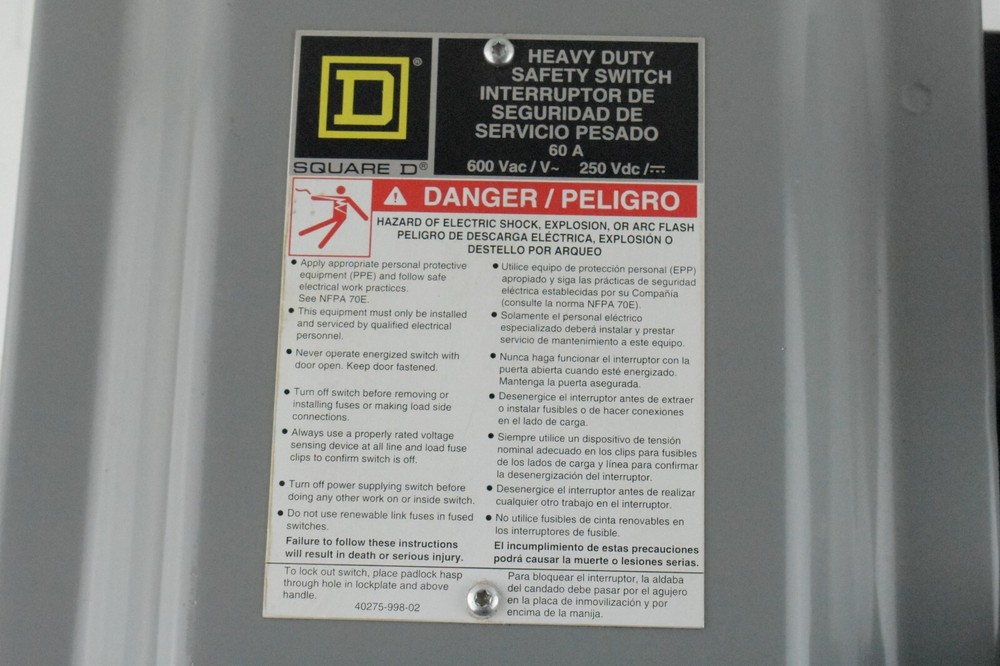 D®
SQUARE D®
HEAVY DUTY
SAFETY SWITCH
INTERRUPTOR DE
SEGURIDAD DE
SERVICIO PESADO
60 A
600 Vac / V~ 250 Vdc /⎓
⚠ DANGER / PELIGRO
HAZARD OF ELECTRIC SHOCK, EXPLOSION, OR ARC FLASH
PELIGRO DE DESCARGA ELÉCTRICA, EXPLOSIÓN O
DESTELLO POR ARQUEO
• Apply appropriate personal protective
equipment (PPE) and follow safe
electrical work practices.
See NFPA 70E.
• This equipment must only be installed
and serviced by qualified electrical
personnel.
• Never operate energized switch with
door open. Keep door fastened.
• Turn off switch before removing or
installing fuses or making load side
connections.
• Always use a properly rated voltage
sensing device at all line and load fuse
clips to confirm switch is off.
• Turn off power supplying switch before
doing any other work on or inside switch.
• Do not use renewable link fuses in fused
switches.
Failure to follow these instructions
will result in death or serious injury.
• Utilice equipo de protección personal (EPP)
apropiado y siga las prácticas de seguridad
eléctrica establecidas por su Compañía
(consulte la norma NFPA 70E).
• Solamente el personal eléctrico
especializado deberá instalar y prestar
servicio de mantenimiento a este equipo.
• Nunca haga funcionar el interruptor con la
puerta abierta cuando esté energizado.
Mantenga la puerta asegurada.
• Desenergice el interruptor antes de extraer
o instalar fusibles o de hacer conexiones
en el lado de carga.
• Siempre utilice un dispositivo de tensión
nominal adecuado en los clips para fusibles
de los lados de carga y línea para confirmar
la desenergización del interruptor.
• Desenergice el interruptor antes de realizar
cualquier otro trabajo en el interruptor.
• No utilice fusibles de cinta renovables en
los interruptores de fusible.
El incumplimiento de estas precauciones
podrá causar la muerte o lesiones serias.
To lock out switch, place padlock hasp
through hole in lockplate and above
handle.
40275-998-02
Para bloquear el interruptor, la aldaba
del candado debe pasar por el agujero
en la placa de inmovilización y por
encima de la manija.